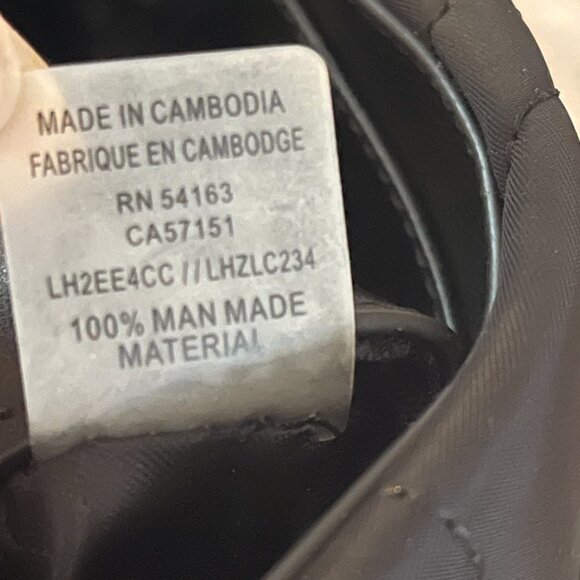 MADE IN CAMBODIA
FABRIQUE EN CAMBODGE
RN 54163
CA57151
LH2EE4CC //LHZLC234
100% MAN MADE
MATERIAL